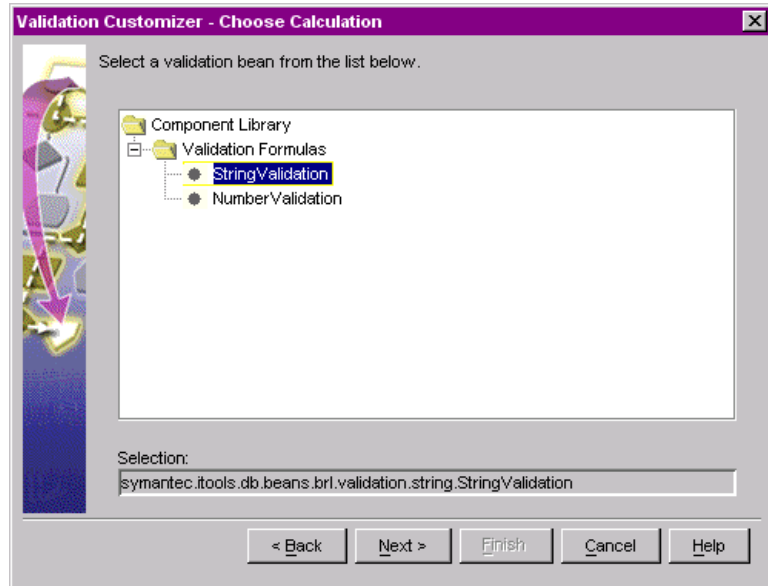 Validation Customizer - Choose Calculation
Select a validation bean from the list below.
Component Library
Validation Formulas
StringValidation
NumberValidation
Selection:
symantec.itools.db.beans.brl.validation.string.StringValidation
< Back Next > Finish Cancel Help